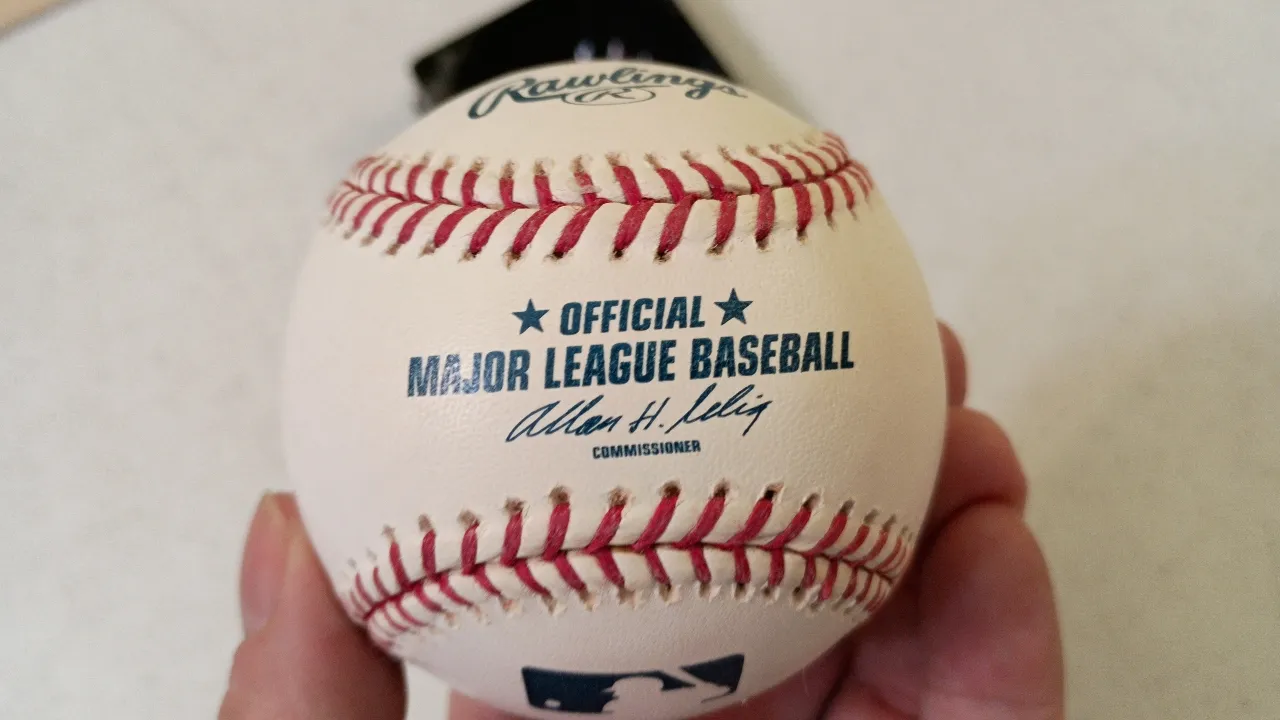 Rawlings
R
★ OFFICIAL ★
MAJOR LEAGUE BASEBALL
Allan H. Selig
COMMISSIONER